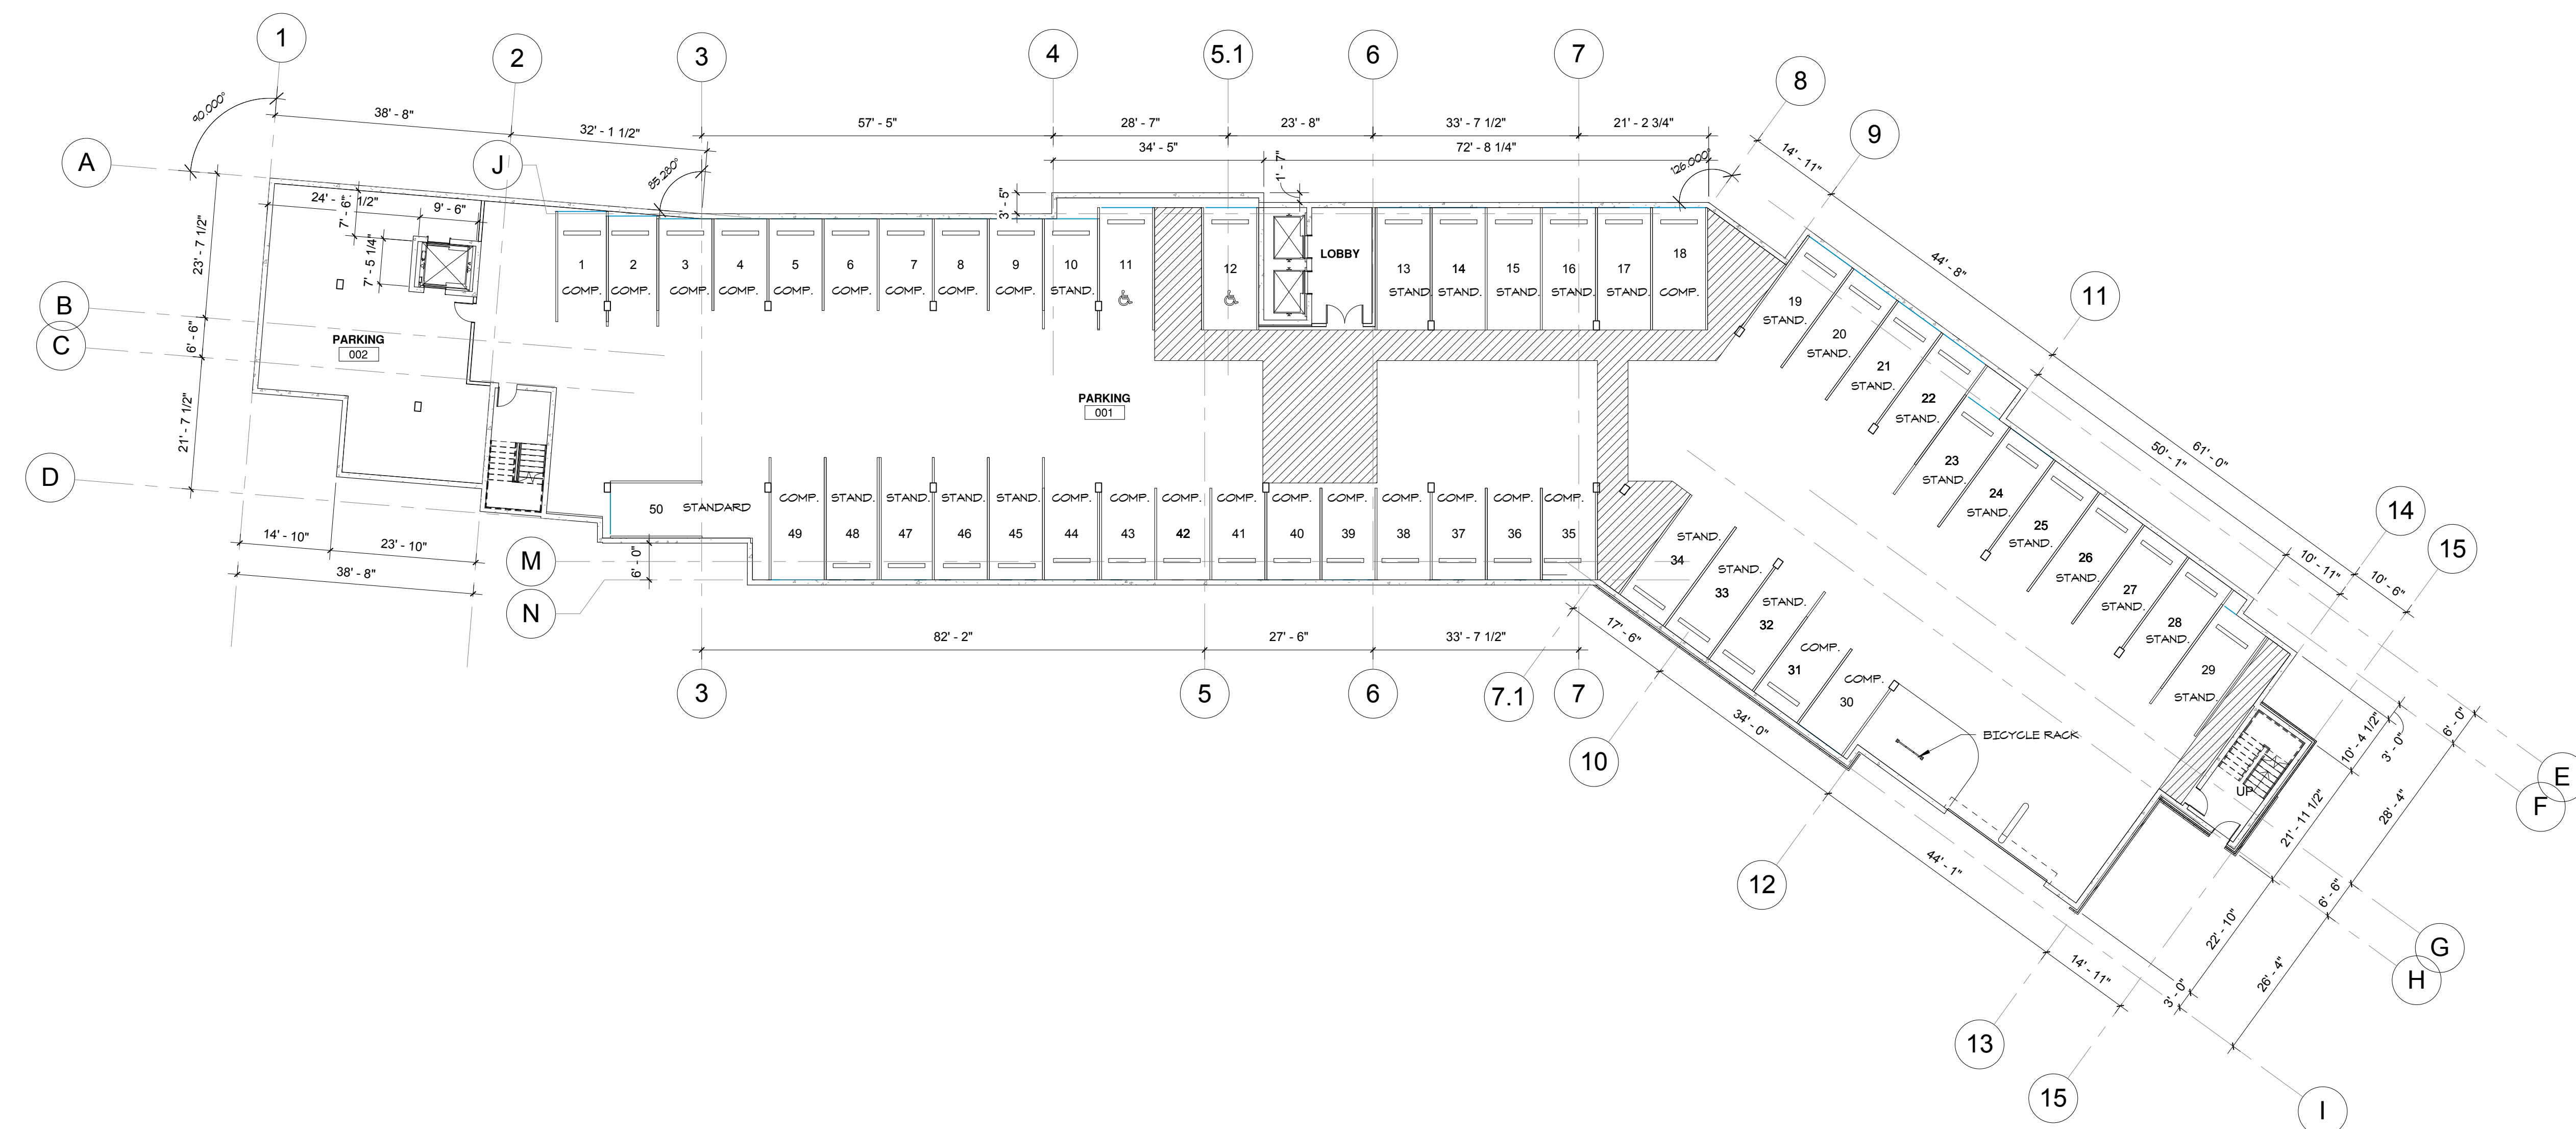 1
2
3
4
5.1
6
7
8
9
11
14
15
A
B
C
D
J
M
N
90.000°
38' - 8"
32' - 1 1/2"
57' - 5"
28' - 7"
23' - 8"
33' - 7 1/2"
21' - 2 3/4"
34' - 5"
72' - 8 1/4"
85.280°
126.000°
1' - 7"
3' - 5"
14' - 11"
44' - 8"
61' - 0"
50' - 1"
10' - 11"
10' - 6"
23' - 7 1/2"
6' - 6"
21' - 7 1/2"
7' - 6"
9' - 6"
7' - 5 1/4"
PARKING
002
1
COMP.
2
COMP.
3
COMP.
4
COMP.
5
COMP.
6
COMP.
7
COMP.
8
COMP.
9
COMP.
10
STAND.
11
12
LOBBY
13
STAND.
14
STAND.
15
STAND.
16
STAND.
17
STAND.
18
COMP.
19
STAND.
20
STAND.
21
STAND.
22
STAND.
23
STAND.
24
STAND.
25
STAND.
26
STAND.
27
STAND.
28
STAND.
29
STAND.
PARKING
001
50
STANDARD
COMP.
49
STAND.
48
STAND.
47
STAND.
46
STAND.
45
COMP.
44
COMP.
43
COMP.
42
COMP.
41
COMP.
40
COMP.
39
COMP.
38
COMP.
37
COMP.
36
COMP.
35
STAND.
34
STAND.
33
STAND.
32
COMP.
31
COMP.
30
BICYCLE RACK
UP
14' - 10"
23' - 10"
38' - 8"
6' - 0"
82' - 2"
27' - 6"
33' - 7 1/2"
17' - 6"
34' - 0"
44' - 1"
14' - 11"
10' - 4 1/2"
3' - 0"
6' - 0"
21' - 11 1/2"
28' - 4"
6' - 6"
22' - 10"
26' - 4"
3' - 0"
3
5
6
7.1
7
10
12
13
15
E
F
G
H
I